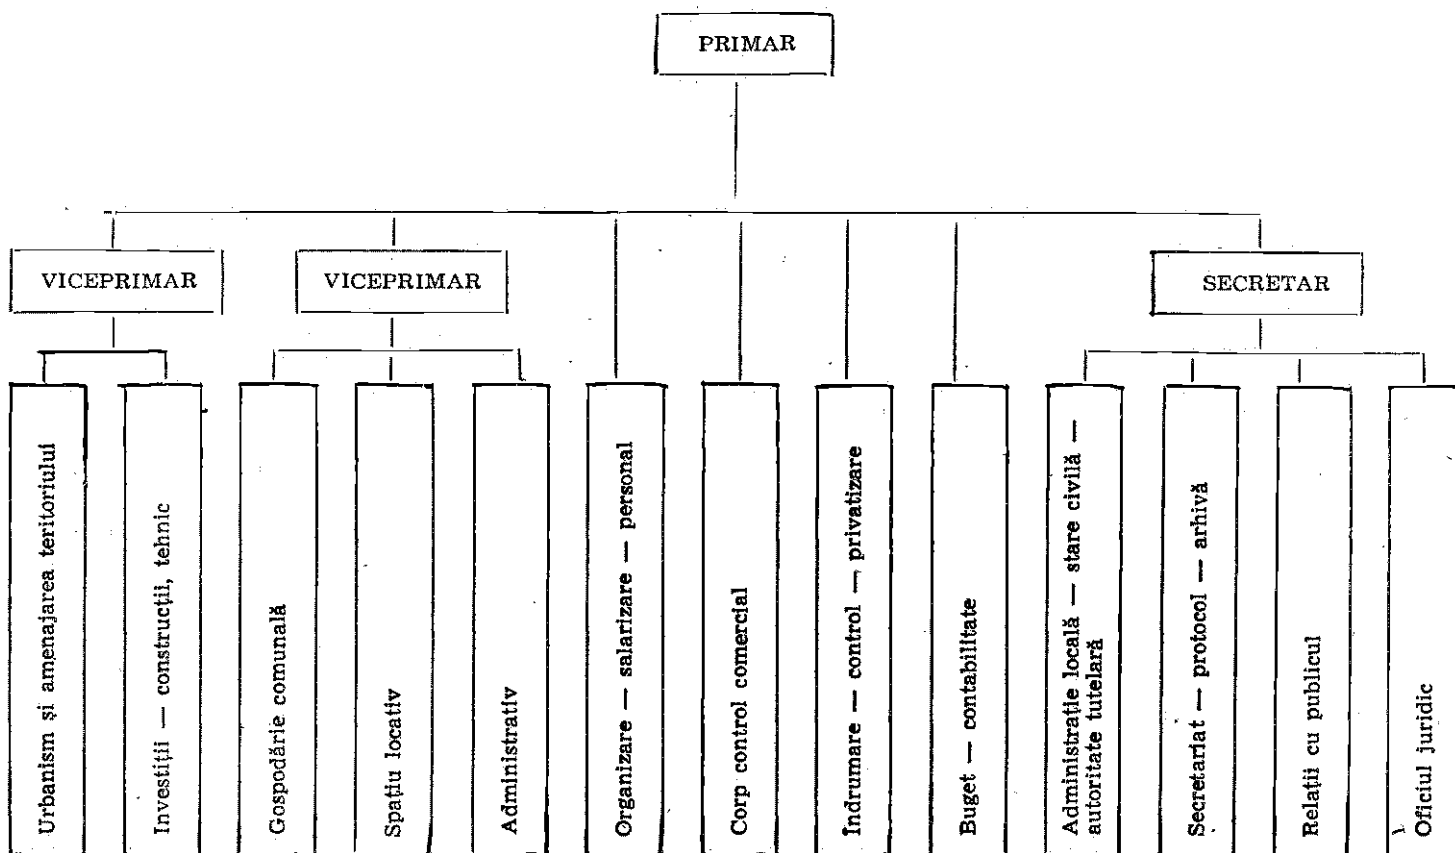 PRIMAR
VICEPRIMAR
VICEPRIMAR
SECRETAR
Urbanism și amenajarea teritoriului
Investiții — construcții, tehnic
Gospodărie comunală
Spațiu locativ
Administrativ
Organizare — salarizare — personal
Corp control comercial
Indrumare — control — privatizare
Buget — contabilitate
Administrație locală — stare civilă —
autoritate tutelară
Secretariat — protocol — arhivă
Relații cu publicul
Oficiul juridic